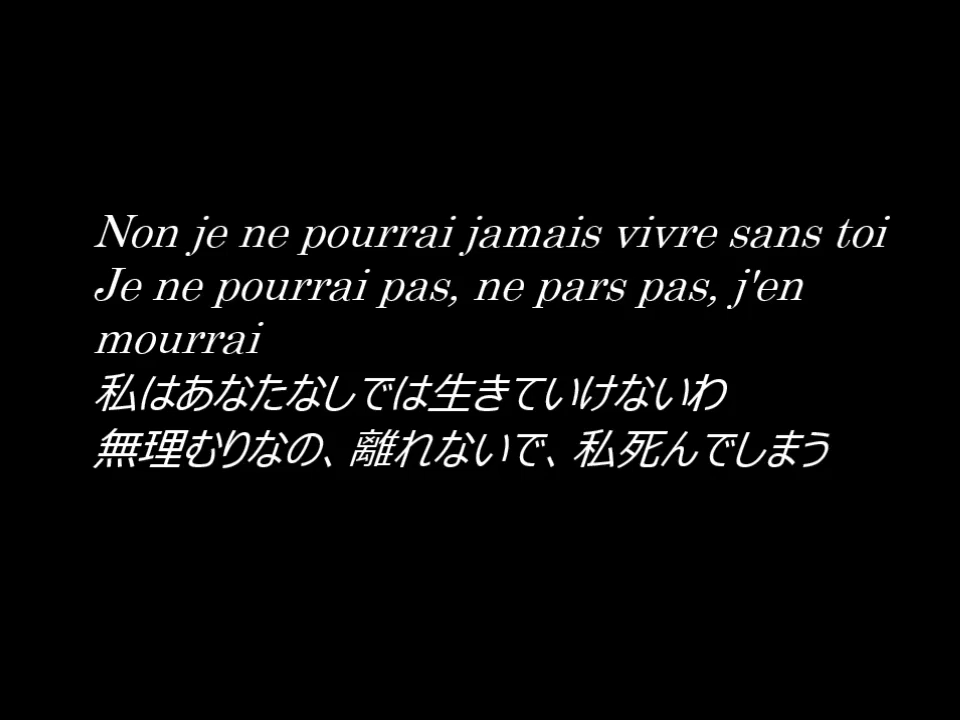 Non je ne pourrai jamais vivre sans toi
Je ne pourrai pas, ne pars pas, j'en
mourrai
私はあなたなしでは生きていけないわ
無理むりなの、離れないで、私死んでしまう